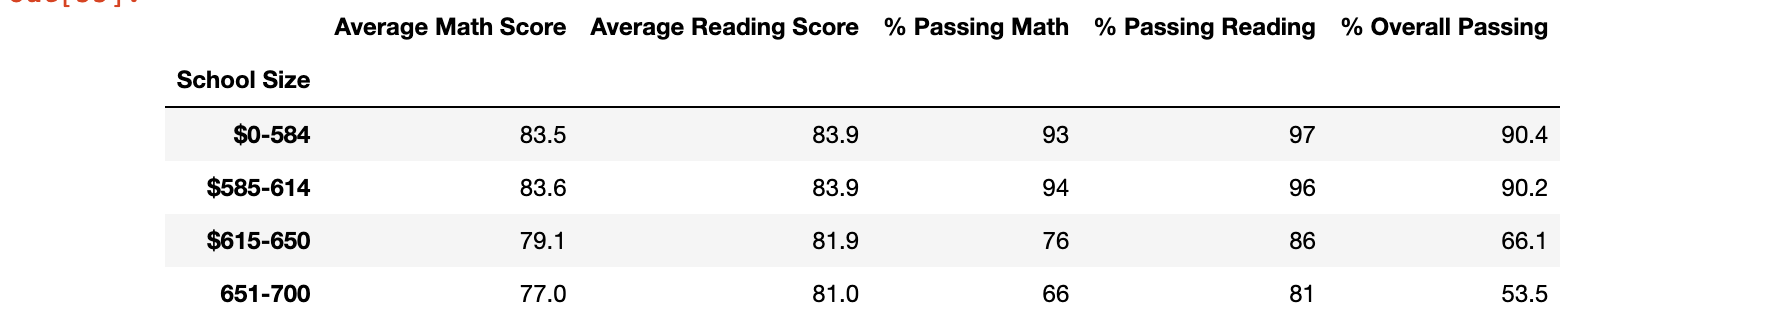 Average Math Score Average Reading Score % Passing Math % Passing Reading % Overall Passing
School Size
$0-584 83.5 83.9 93 97 90.4
$585-614 83.6 83.9 94 96 90.2
$615-650 79.1 81.9 76 86 66.1
651-700 77.0 81.0 66 81 53.5